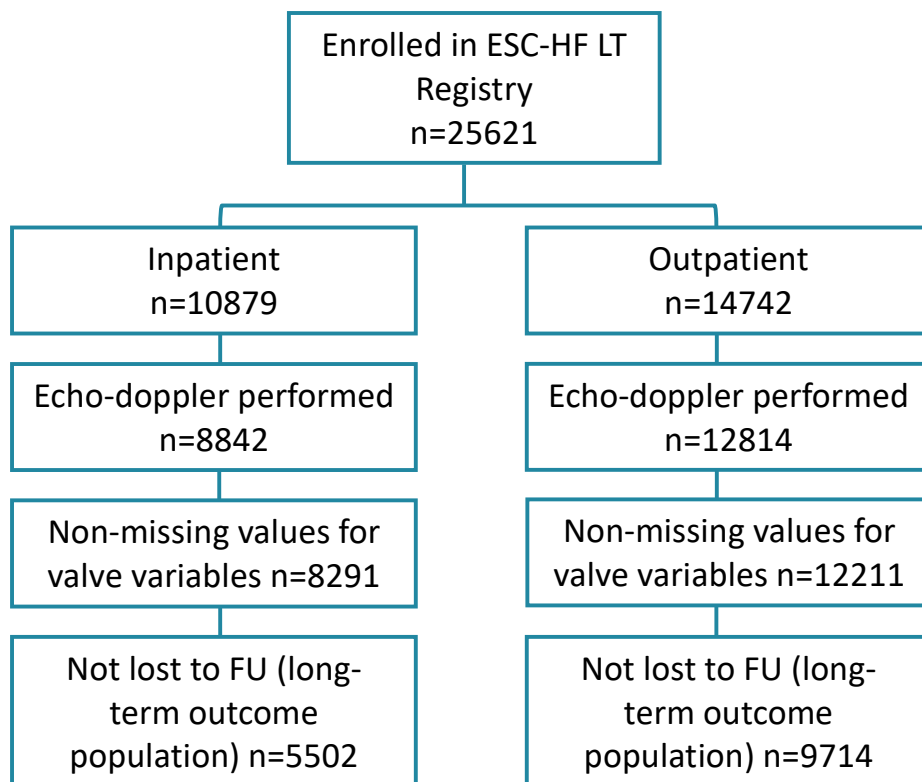 Enrolled in ESC-HF LT
Registry
n=25621
Inpatient
n=10879
Outpatient
n=14742
Echo-doppler performed
n=8842
Echo-doppler performed
n=12814
Non-missing values for
valve variables n=8291
Non-missing values for
valve variables n=12211
Not lost to FU (long-
term outcome
population) n=5502
Not lost to FU (long-
term outcome
population) n=9714